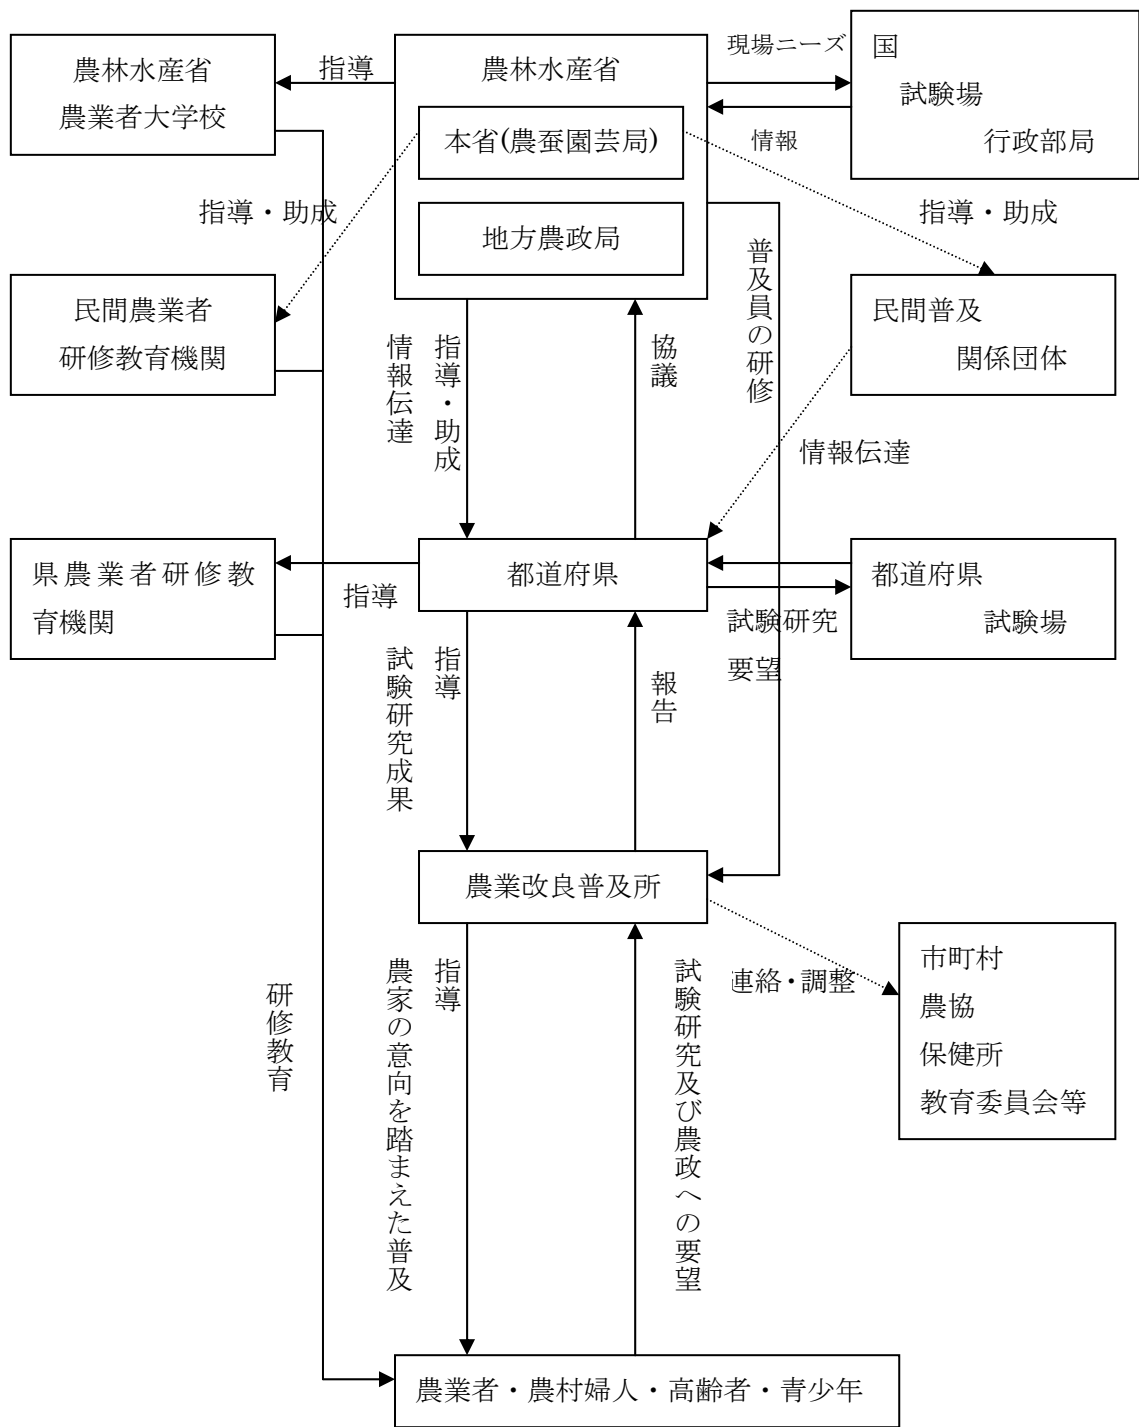 農林水産省
農業者大学校
指導
農林水産省
本省(農蚕園芸局)
地方農政局
現場ニーズ
情報
国
試験場
行政部局
指導・助成
指導・助成
民間農業者
研修教育機関
情報伝達
指導・助成
協議
普及員の研修
民間普及
関係団体
情報伝達
県農業者研修教
育機関
指導
都道府県
試験研究
要望
都道府県
試験場
試験研究成果
指導
報告
農業改良普及所
研修教育
農家の意向を踏まえた普及
指導
試験研究及び農政への要望
連絡・調整
市町村
農協
保健所
教育委員会等
農業者・農村婦人・高齢者・青少年